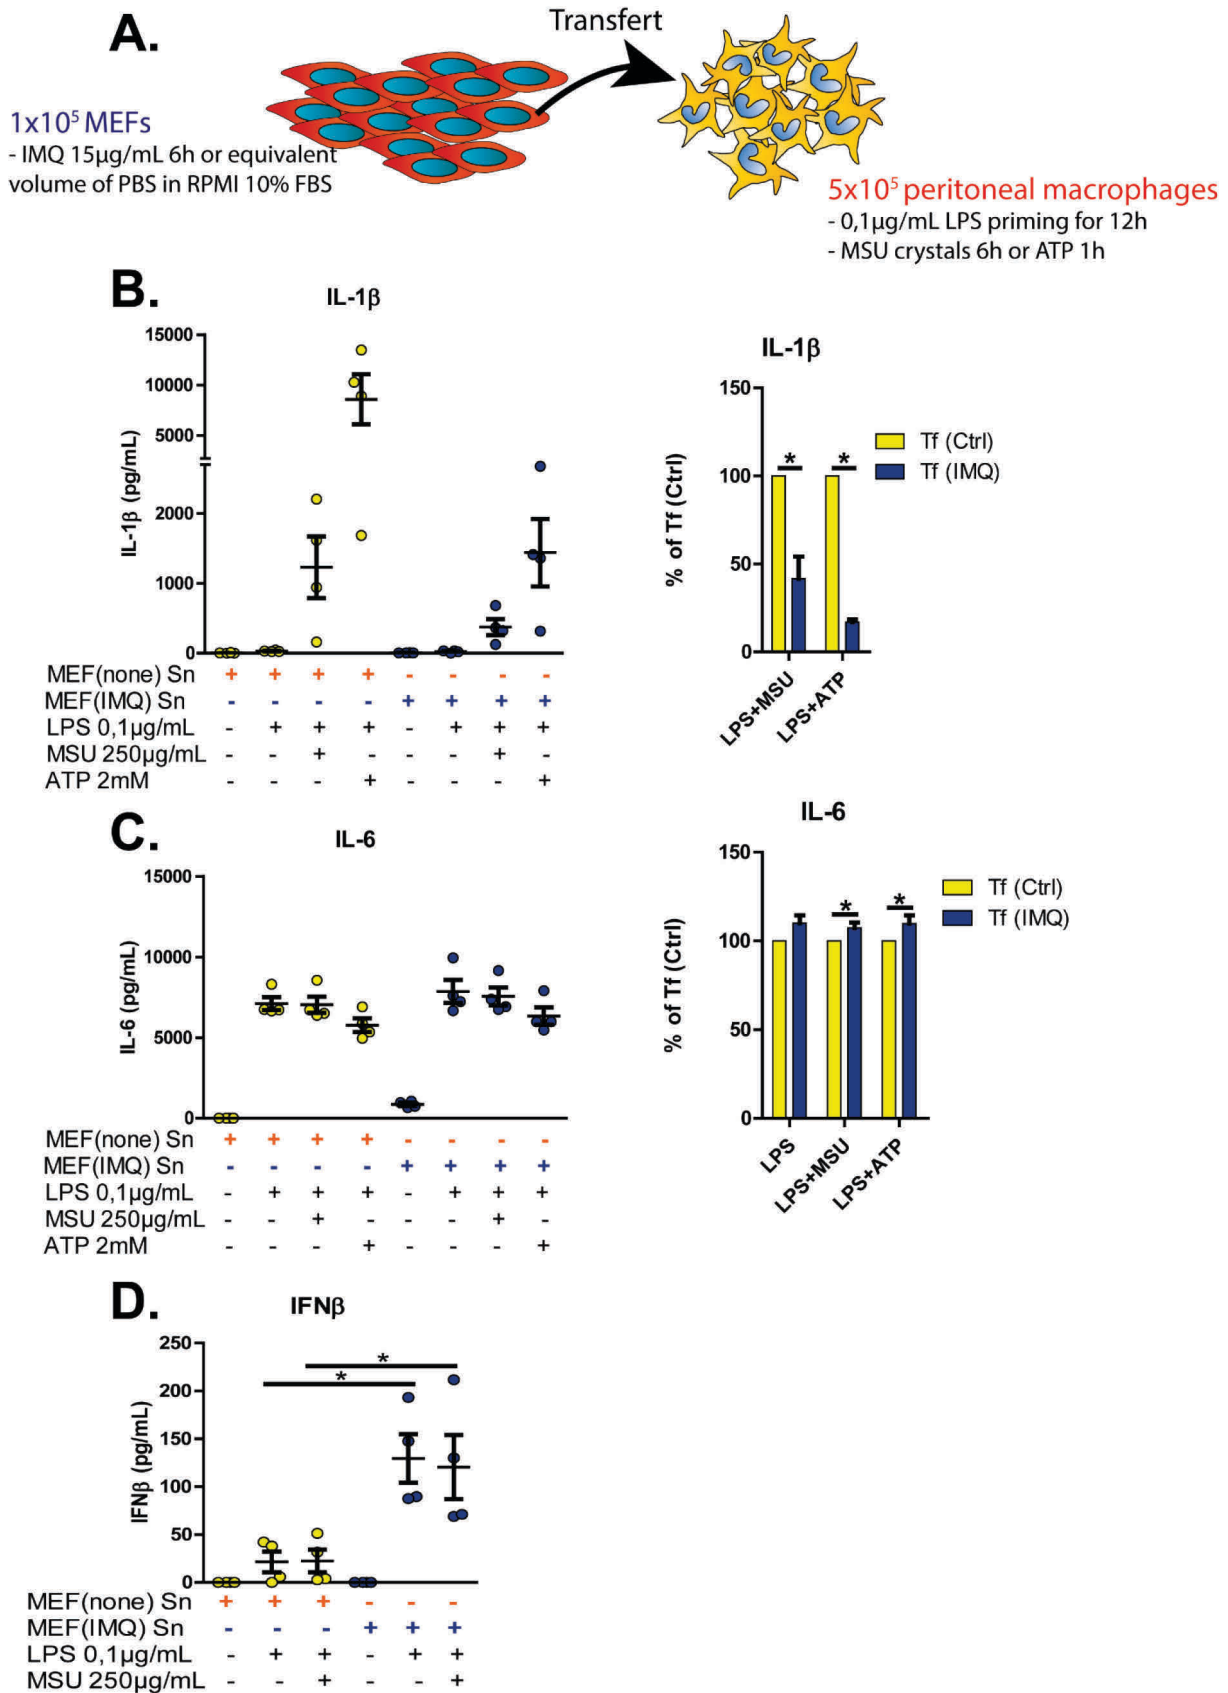 A.
Transfert
1x10⁵ MEFs
- IMQ 15µg/mL 6h or equivalent
volume of PBS in RPMI 10% FBS
5x10⁵ peritoneal macrophages
- 0,1µg/mL LPS priming for 12h
- MSU crystals 6h or ATP 1h
B.
IL-1β
IL-1β (pg/mL)
15000
10000
5000
2000
1000
0
MEF(none) Sn + + + + - - - -
MEF(IMQ) Sn - - - - + + + +
LPS 0,1µg/mL - + + + - + + +
MSU 250µg/mL - - + - - - + -
ATP 2mM - - - + - - - +
IL-1β
% of Tf (Ctrl)
150
100
50
0
* *
LPS+MSU
LPS+ATP
Tf (Ctrl)
Tf (IMQ)
C.
IL-6
IL-6 (pg/mL)
15000
10000
5000
0
MEF(none) Sn + + + + - - - -
MEF(IMQ) Sn - - - - + + + +
LPS 0,1µg/mL - + + + - + + +
MSU 250µg/mL - - + - - - + -
ATP 2mM - - - + - - - +
IL-6
% of Tf (Ctrl)
150
100
50
0
* *
LPS
LPS+MSU
LPS+ATP
Tf (Ctrl)
Tf (IMQ)
D.
IFNβ
IFNβ (pg/mL)
250
200
150
100
50
0
*
*
MEF(none) Sn + + + - - -
MEF(IMQ) Sn - - - + + +
LPS 0,1µg/mL - + + - + +
MSU 250µg/mL - - + - - +